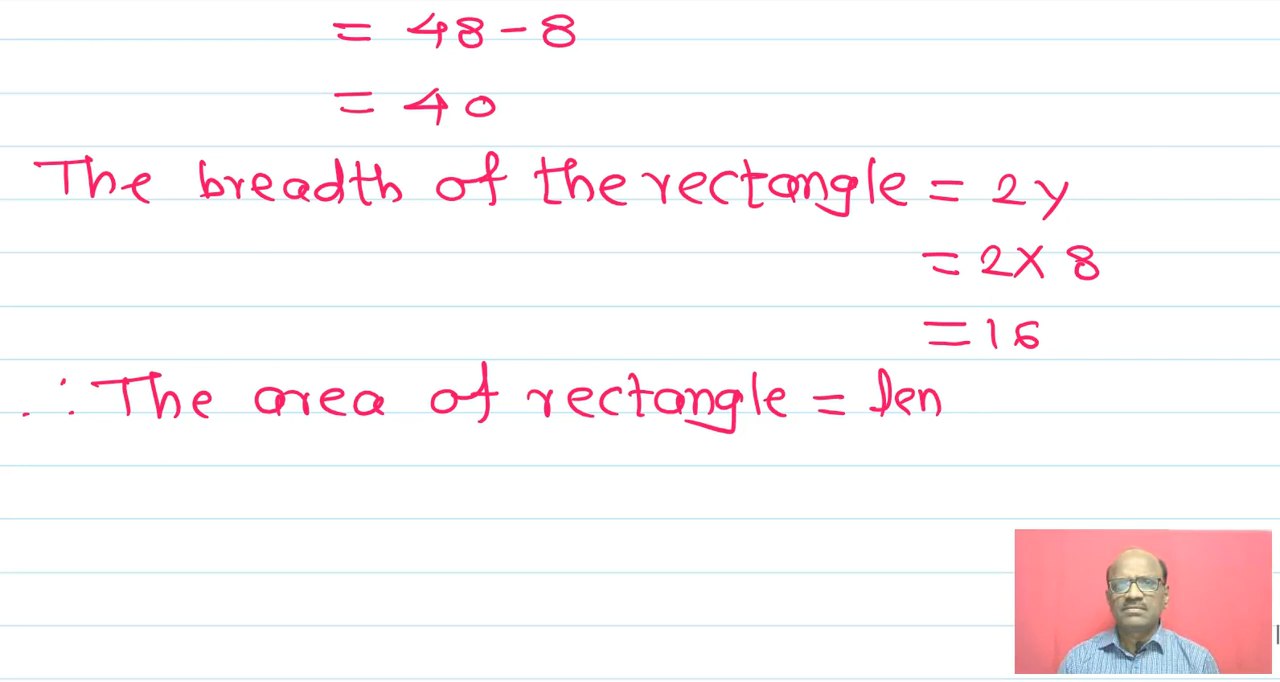 = 48 - 8
= 40
The breadth of the rectangle = 2y
= 2 × 8
= 16
∴ The area of rectangle = len